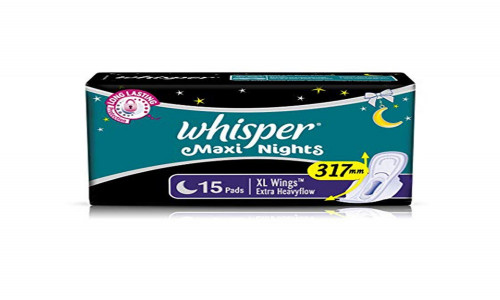 LONG LASTING
whisper
Maxi Nights
317mm
15 Pads
XL Wings™
Extra Heavyflow